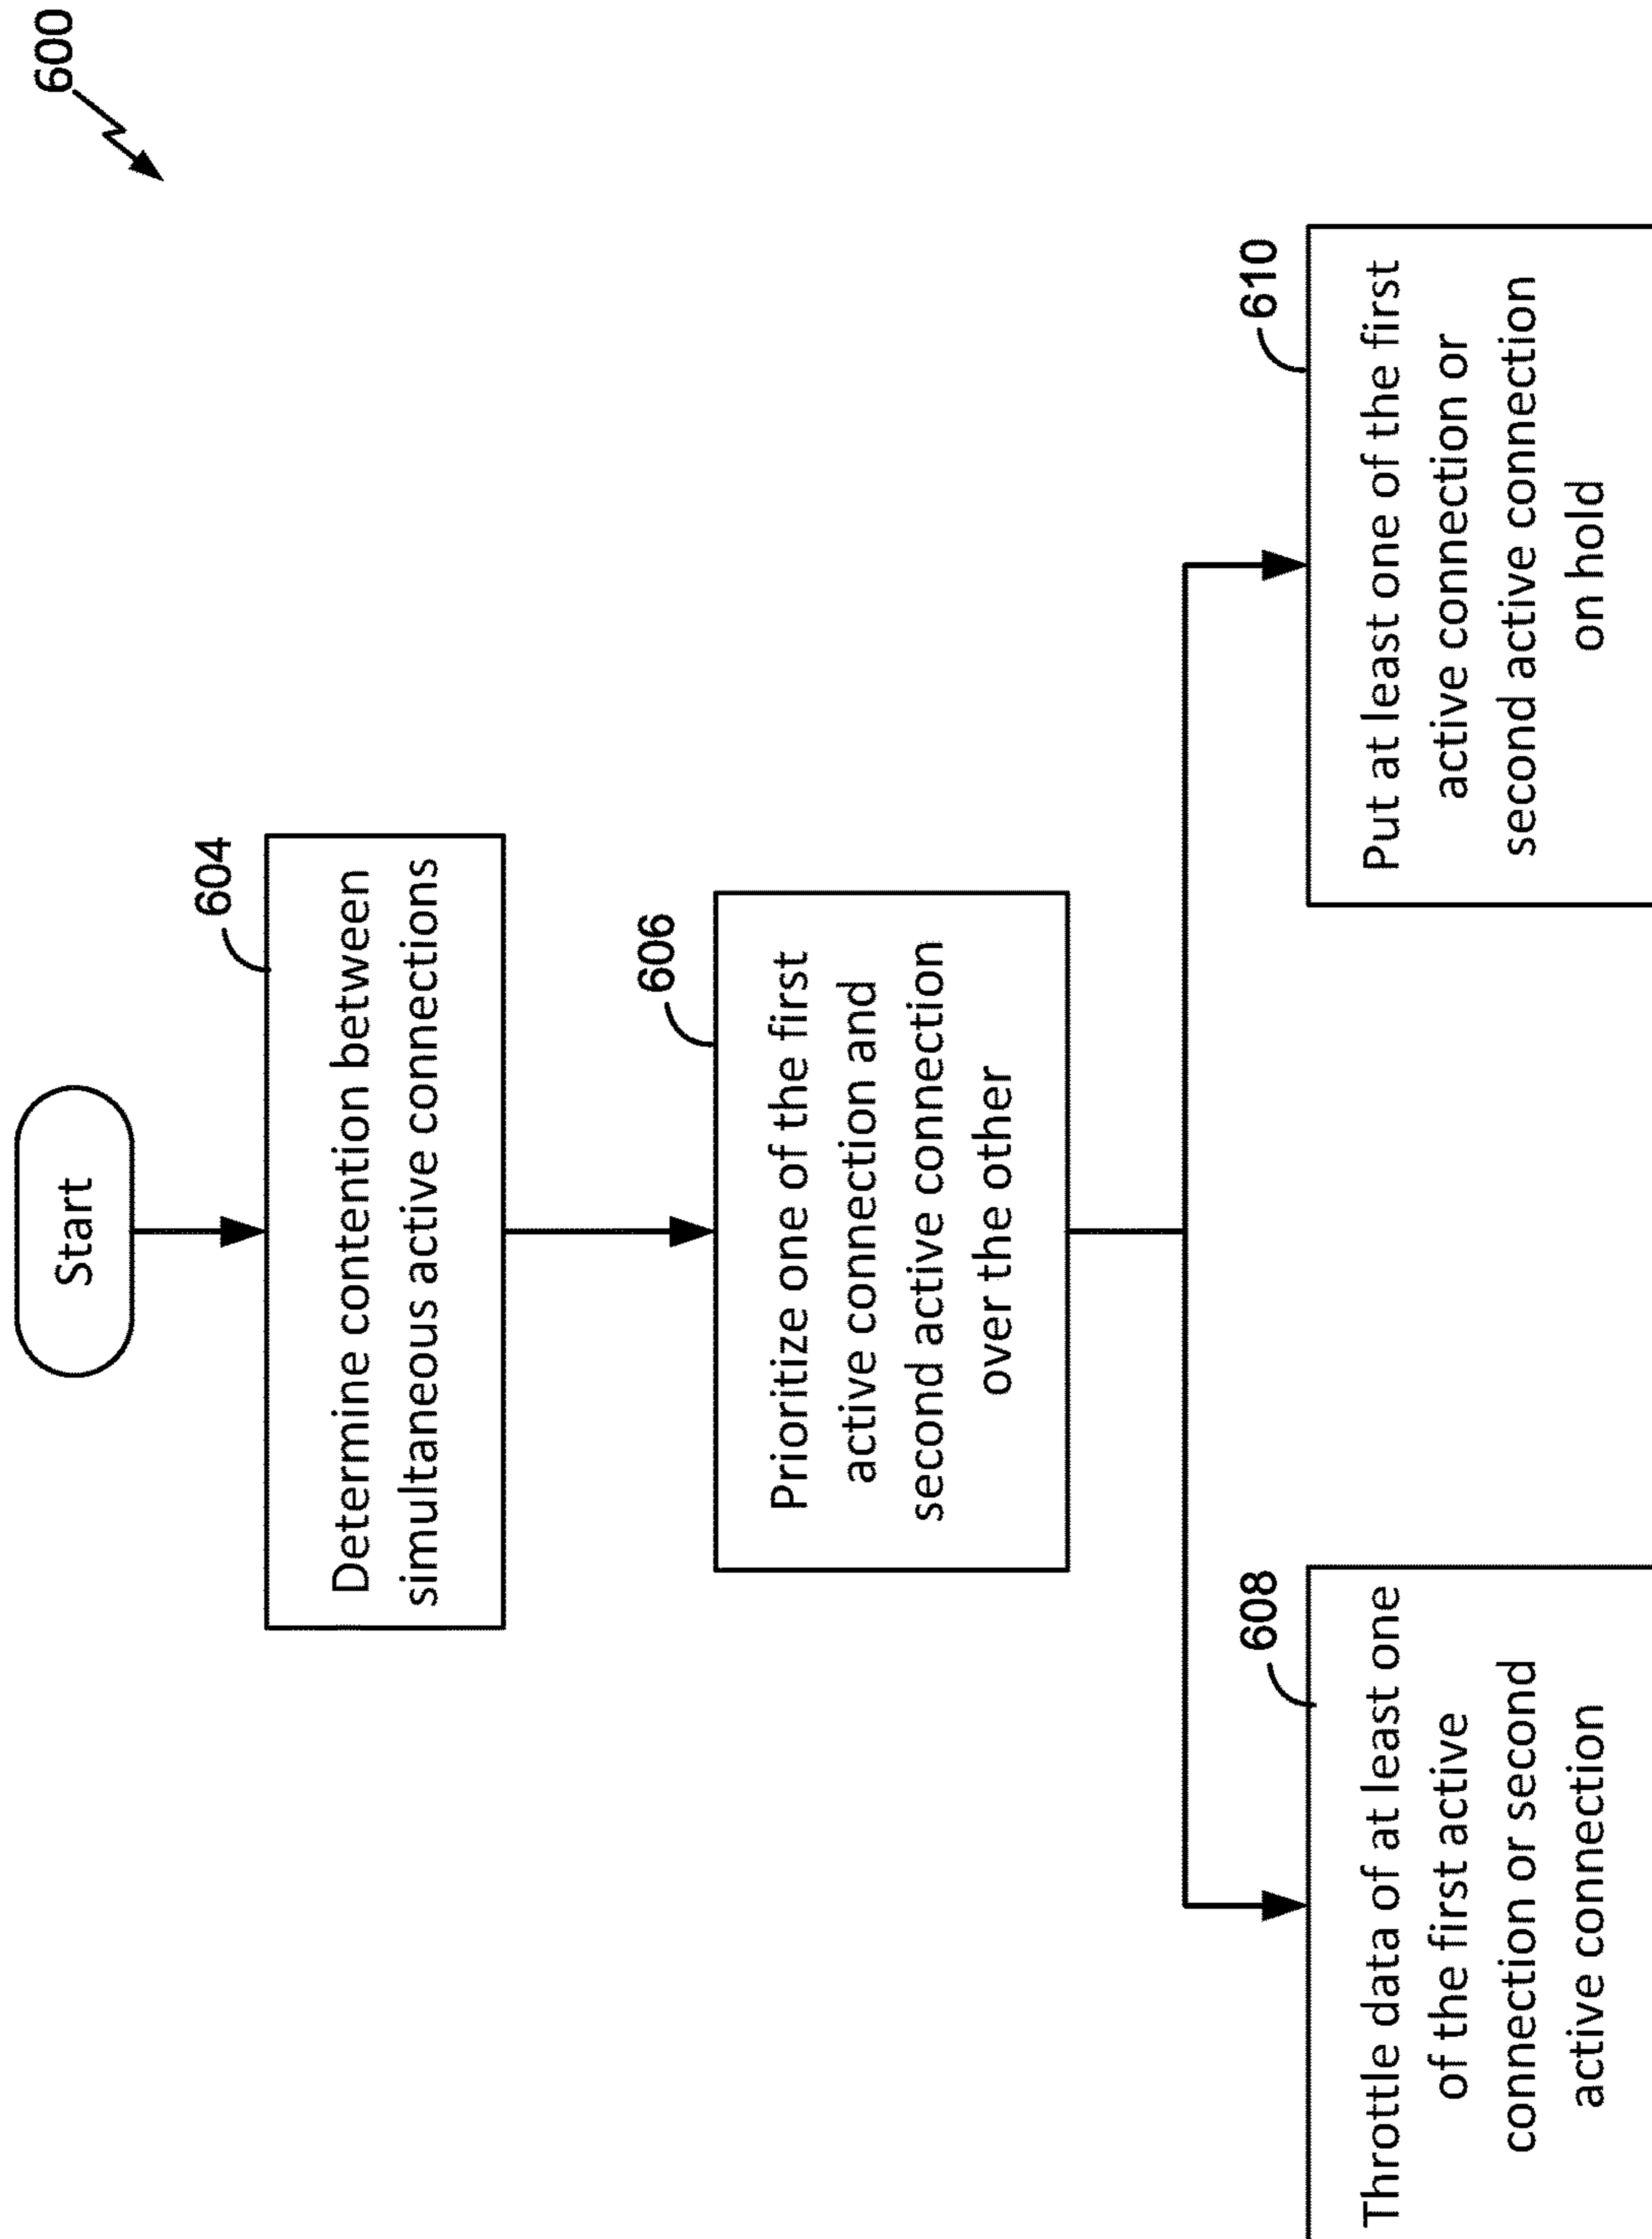 600
Start
604
Determine contention between
simultaneous active connections
606
Prioritize one of the first
active connection and
second active connection
over the other
608
Throttle data of at least one
of the first active
connection or second
active connection
610
Put at least one of the first
active connection or
second active connection
on hold